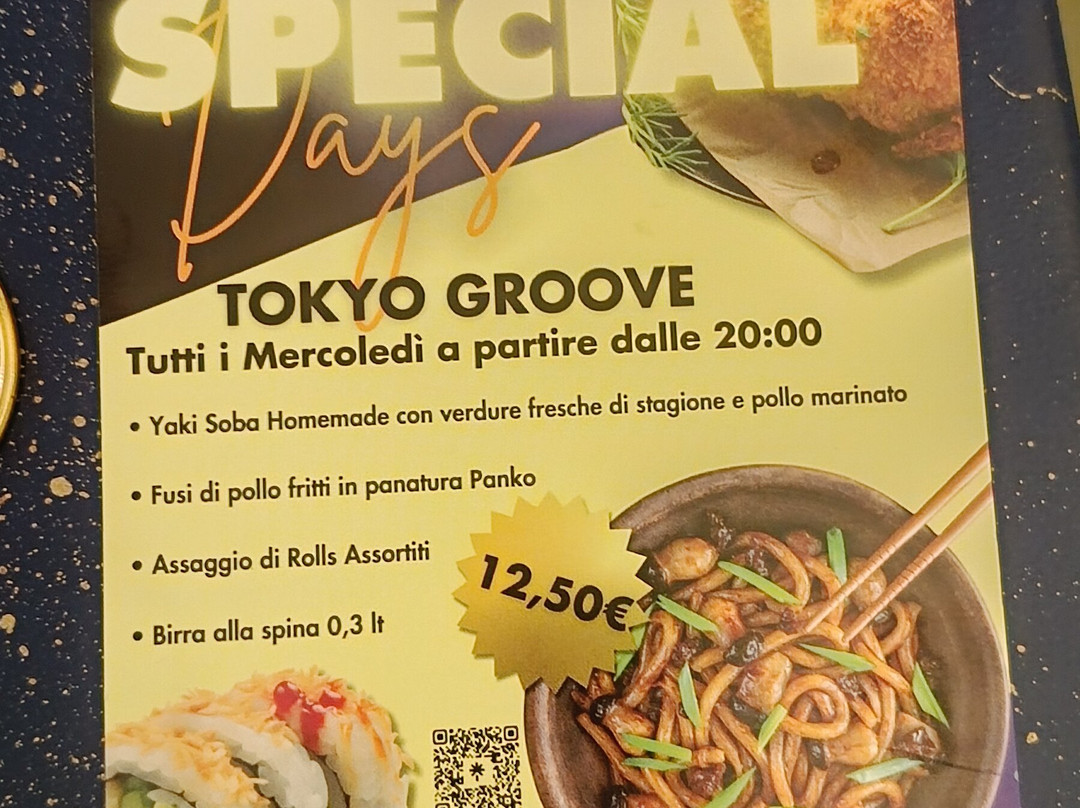 SPECIAL
Days
TOKYO GROOVE
Tutti i Mercoledì a partire dalle 20:00
• Yaki Soba Homemade con verdure fresche di stagione e pollo marinato
• Fusi di pollo fritti in panatura Panko
• Assaggio di Rolls Assortiti
12,50€
• Birra alla spina 0,3 lt